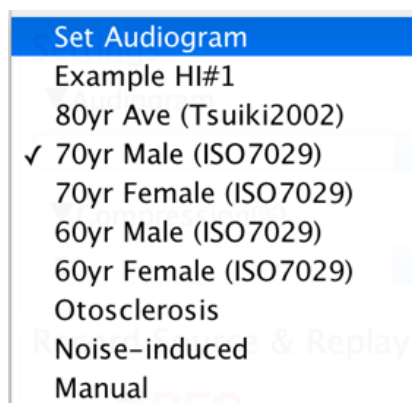 Set Audiogram
Example HI#1
80yr Ave (Tsuiki2002)
✓ 70yr Male (ISO7029)
70yr Female (ISO7029)
60yr Male (ISO7029)
60yr Female (ISO7029)
Otosclerosis
Noise-induced
Manual